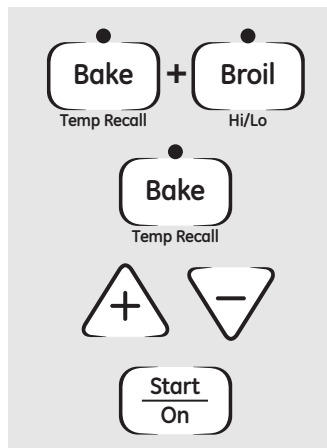 Bake + Broil
Temp Recall Hi/Lo
Bake
Temp Recall
+ −
Start
On